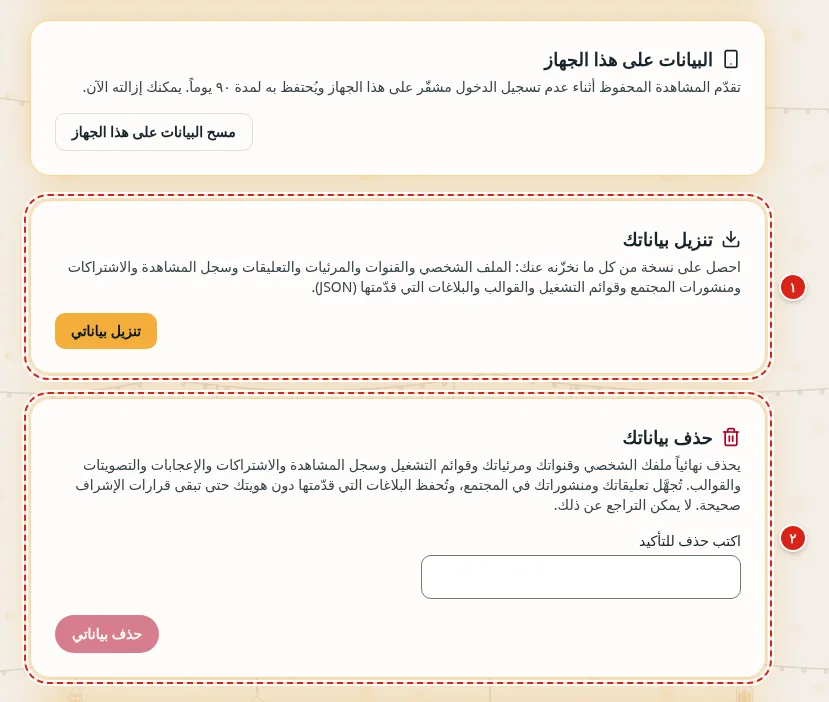 البيانات على هذا الجهاز
تقدّم المشاهدة المحفوظ أثناء عدم تسجيل الدخول مشفّر على هذا الجهاز ويُحتفظ به لمدة ٩٠ يوماً. يمكنك إزالته الآن.
مسح البيانات على هذا الجهاز
تنزيل بياناتك
احصل على نسخة من كل ما نخزّنه عنك: الملف الشخصي والقنوات والمرئيات والتعليقات وسجل المشاهدة والاشتراكات
ومنشورات المجتمع وقوائم التشغيل والقوالب والبلاغات التي قدّمتها (JSON).
١
تنزيل بياناتي
حذف بياناتك
يحذف نهائياً ملفك الشخصي وقنواتك ومرئياتك وقوائم التشغيل وسجل المشاهدة والاشتراكات والإعجابات والتصويتات
والقوالب. تُجهَّل تعليقاتك ومنشوراتك في المجتمع، وتُحفظ البلاغات التي قدّمتها دون هويتك حتى تبقى قرارات الإشراف
صحيحة. لا يمكن التراجع عن ذلك.
٢
اكتب حذف للتأكيد
حذف بياناتي